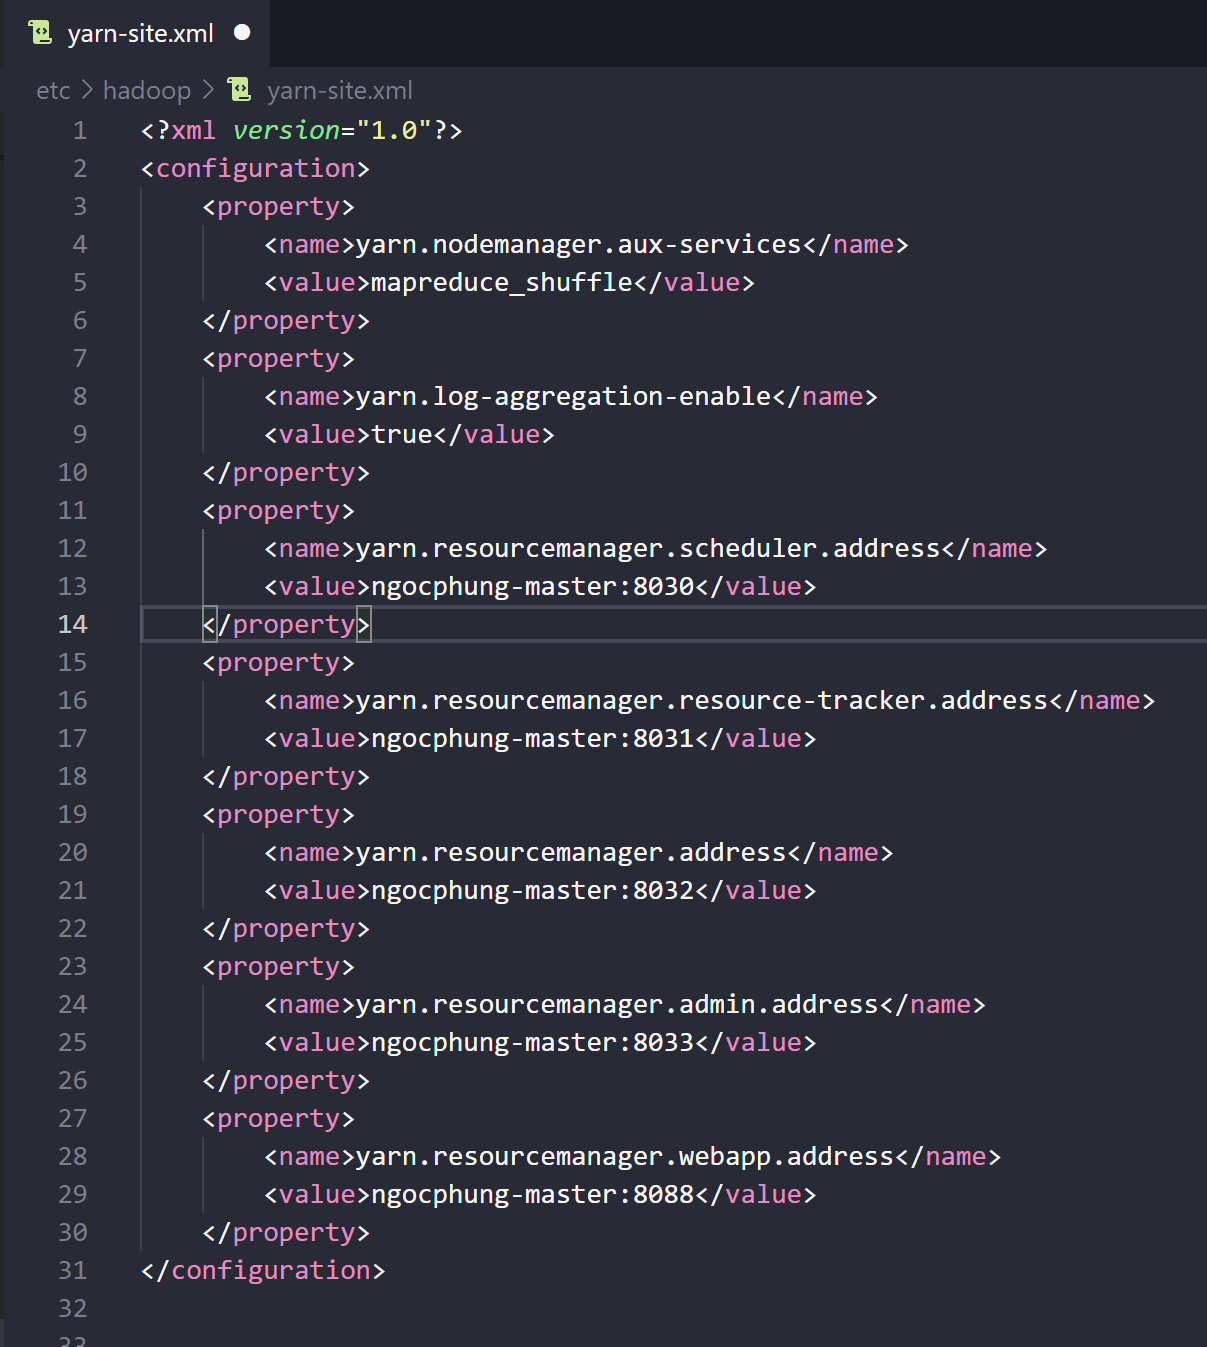 yarn-site.xml
etc > hadoop > yarn-site.xml
1 <?xml version="1.0"?>
2 <configuration>
3     <property>
4         <name>yarn.nodemanager.aux-services</name>
5         <value>mapreduce_shuffle</value>
6     </property>
7     <property>
8         <name>yarn.log-aggregation-enable</name>
9         <value>true</value>
10     </property>
11     <property>
12         <name>yarn.resourcemanager.scheduler.address</name>
13         <value>ngocphung-master:8030</value>
14     </property>
15     <property>
16         <name>yarn.resourcemanager.resource-tracker.address</name>
17         <value>ngocphung-master:8031</value>
18     </property>
19     <property>
20         <name>yarn.resourcemanager.address</name>
21         <value>ngocphung-master:8032</value>
22     </property>
23     <property>
24         <name>yarn.resourcemanager.admin.address</name>
25         <value>ngocphung-master:8033</value>
26     </property>
27     <property>
28         <name>yarn.resourcemanager.webapp.address</name>
29         <value>ngocphung-master:8088</value>
30     </property>
31 </configuration>
32
33